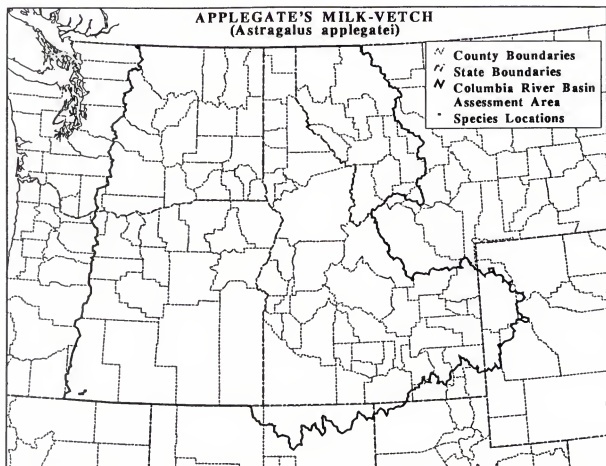 APPLEGATE'S MILK-VETCH
(Astragalus applegatei)
County Boundaries
State Boundaries
Columbia River Basin
Assessment Area
Species Locations